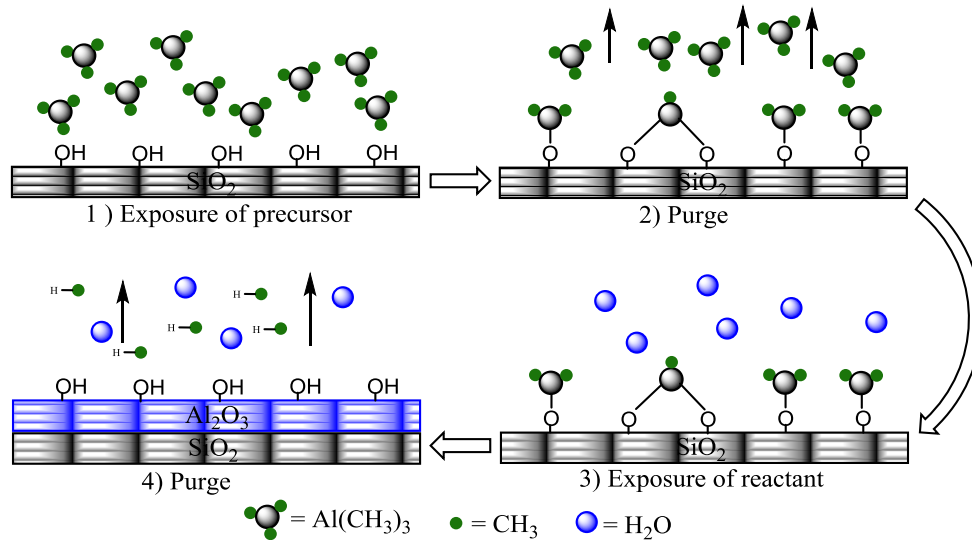 OH OH OH OH OH
SiO₂
1 ) Exposure of precursor
O O O O O
SiO₂
2) Purge
H H H H H
OH OH OH OH OH
Al₂O₃
SiO₂
4) Purge
O O O O O
SiO₂
3) Exposure of reactant
= Al(CH₃)₃ = CH₃ = H₂O